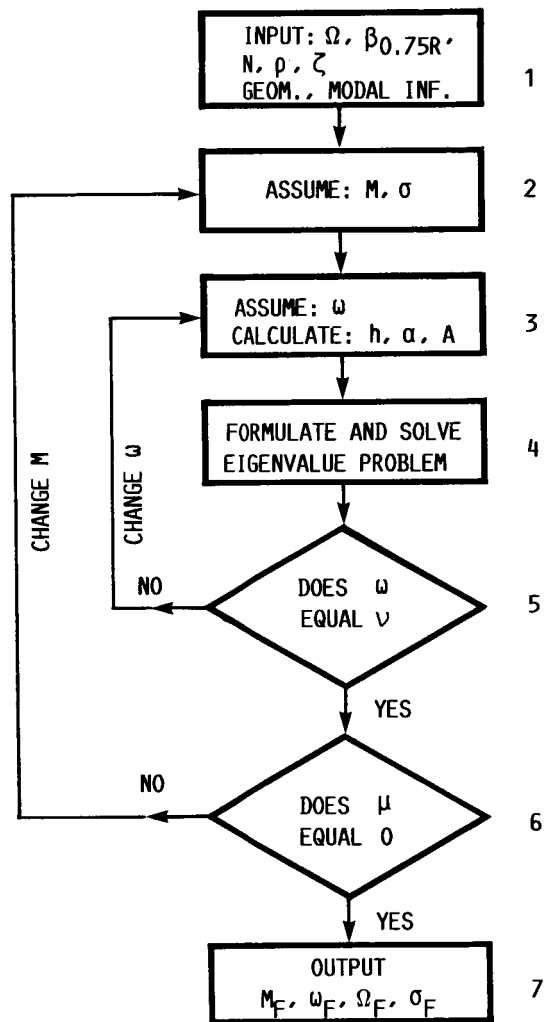 INPUT: Ω, β0.75R,
N, ρ, ζ
GEOM., MODAL INF.
1
ASSUME: M, σ
2
ASSUME: ω
CALCULATE: h, α, A
3
FORMULATE AND SOLVE
EIGENVALUE PROBLEM
4
CHANGE M
CHANGE ω
NO
DOES ω
EQUAL ν
5
YES
NO
DOES μ
EQUAL 0
6
YES
OUTPUT
MF, ωF, ΩF, σF
7